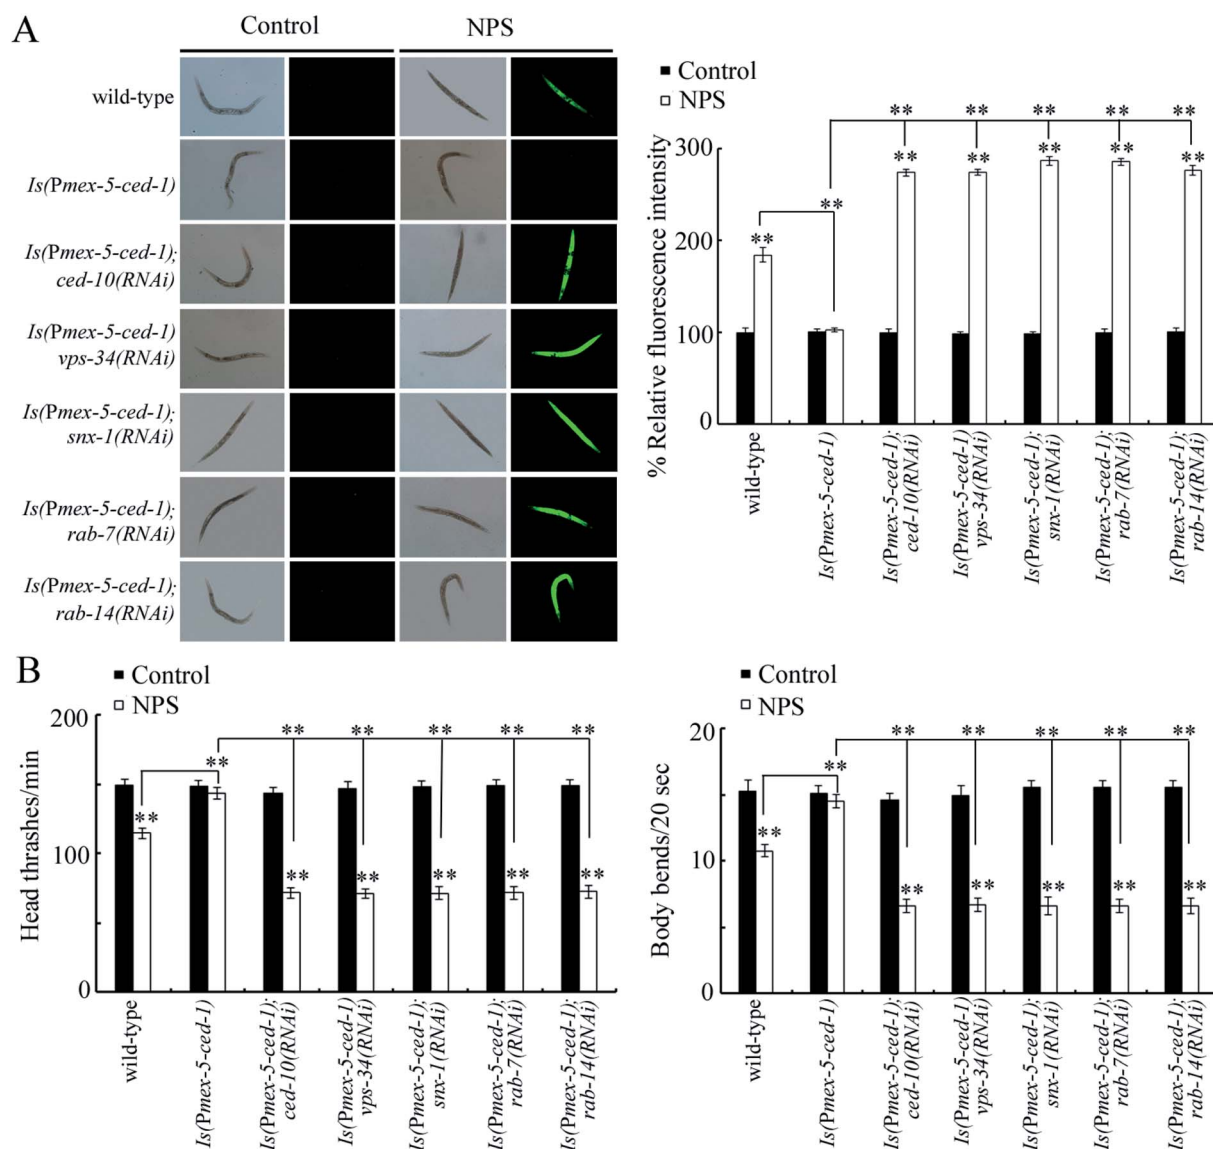 A
Control
NPS
wild-type
Is(Pmex-5-ced-1)
Is(Pmex-5-ced-1);
ced-10(RNAi)
Is(Pmex-5-ced-1)
vps-34(RNAi)
Is(Pmex-5-ced-1);
snx-1(RNAi)
Is(Pmex-5-ced-1);
rab-7(RNAi)
Is(Pmex-5-ced-1);
rab-14(RNAi)
Control
NPS
** ** ** ** **
** ** ** ** **
**
**
% Relative fluorescence intensity
300
200
100
0
wild-type
Is(Pmex-5-ced-1)
Is(Pmex-5-ced-1);
ced-10(RNAi)
Is(Pmex-5-ced-1)
vps-34(RNAi)
Is(Pmex-5-ced-1);
snx-1(RNAi)
Is(Pmex-5-ced-1);
rab-7(RNAi)
Is(Pmex-5-ced-1);
rab-14(RNAi)
B
Control
NPS
Head thrashes/min
200
100
0
** ** ** ** **
**
**
** ** ** ** **
wild-type
Is(Pmex-5-ced-1)
Is(Pmex-5-ced-1);
ced-10(RNAi)
Is(Pmex-5-ced-1)
vps-34(RNAi)
Is(Pmex-5-ced-1);
snx-1(RNAi)
Is(Pmex-5-ced-1);
rab-7(RNAi)
Is(Pmex-5-ced-1);
rab-14(RNAi)
Control
NPS
Body bends/20 sec
20
10
0
** ** ** ** **
**
**
** ** ** ** **
wild-type
Is(Pmex-5-ced-1)
Is(Pmex-5-ced-1);
ced-10(RNAi)
Is(Pmex-5-ced-1)
vps-34(RNAi)
Is(Pmex-5-ced-1);
snx-1(RNAi)
Is(Pmex-5-ced-1);
rab-7(RNAi)
Is(Pmex-5-ced-1);
rab-14(RNAi)